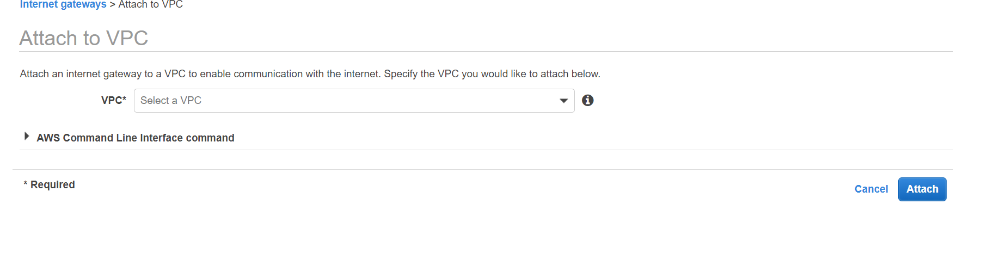 Internet gateways > Attach to VPC
Attach to VPC
Attach an internet gateway to a VPC to enable communication with the internet. Specify the VPC you would like to attach below.
VPC* Select a VPC
AWS Command Line Interface command
* Required
Cancel Attach